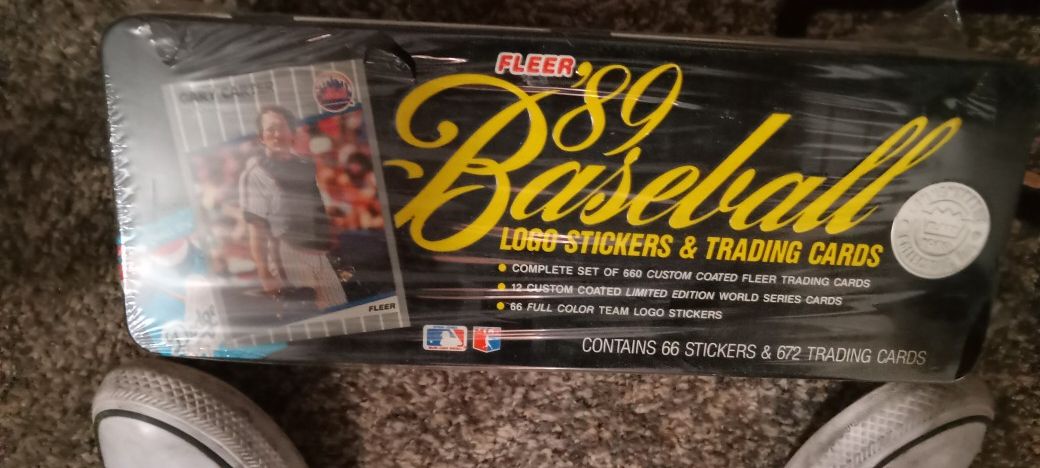 GARY CARTER
FLEER
'89
Baseball
LOGO STICKERS & TRADING CARDS
COMPLETE SET OF 660 CUSTOM COATED FLEER TRADING CARDS
12 CUSTOM COATED LIMITED EDITION WORLD SERIES CARDS
66 FULL COLOR TEAM LOGO STICKERS
FLEER
CONTAINS 66 STICKERS & 672 TRADING CARDS